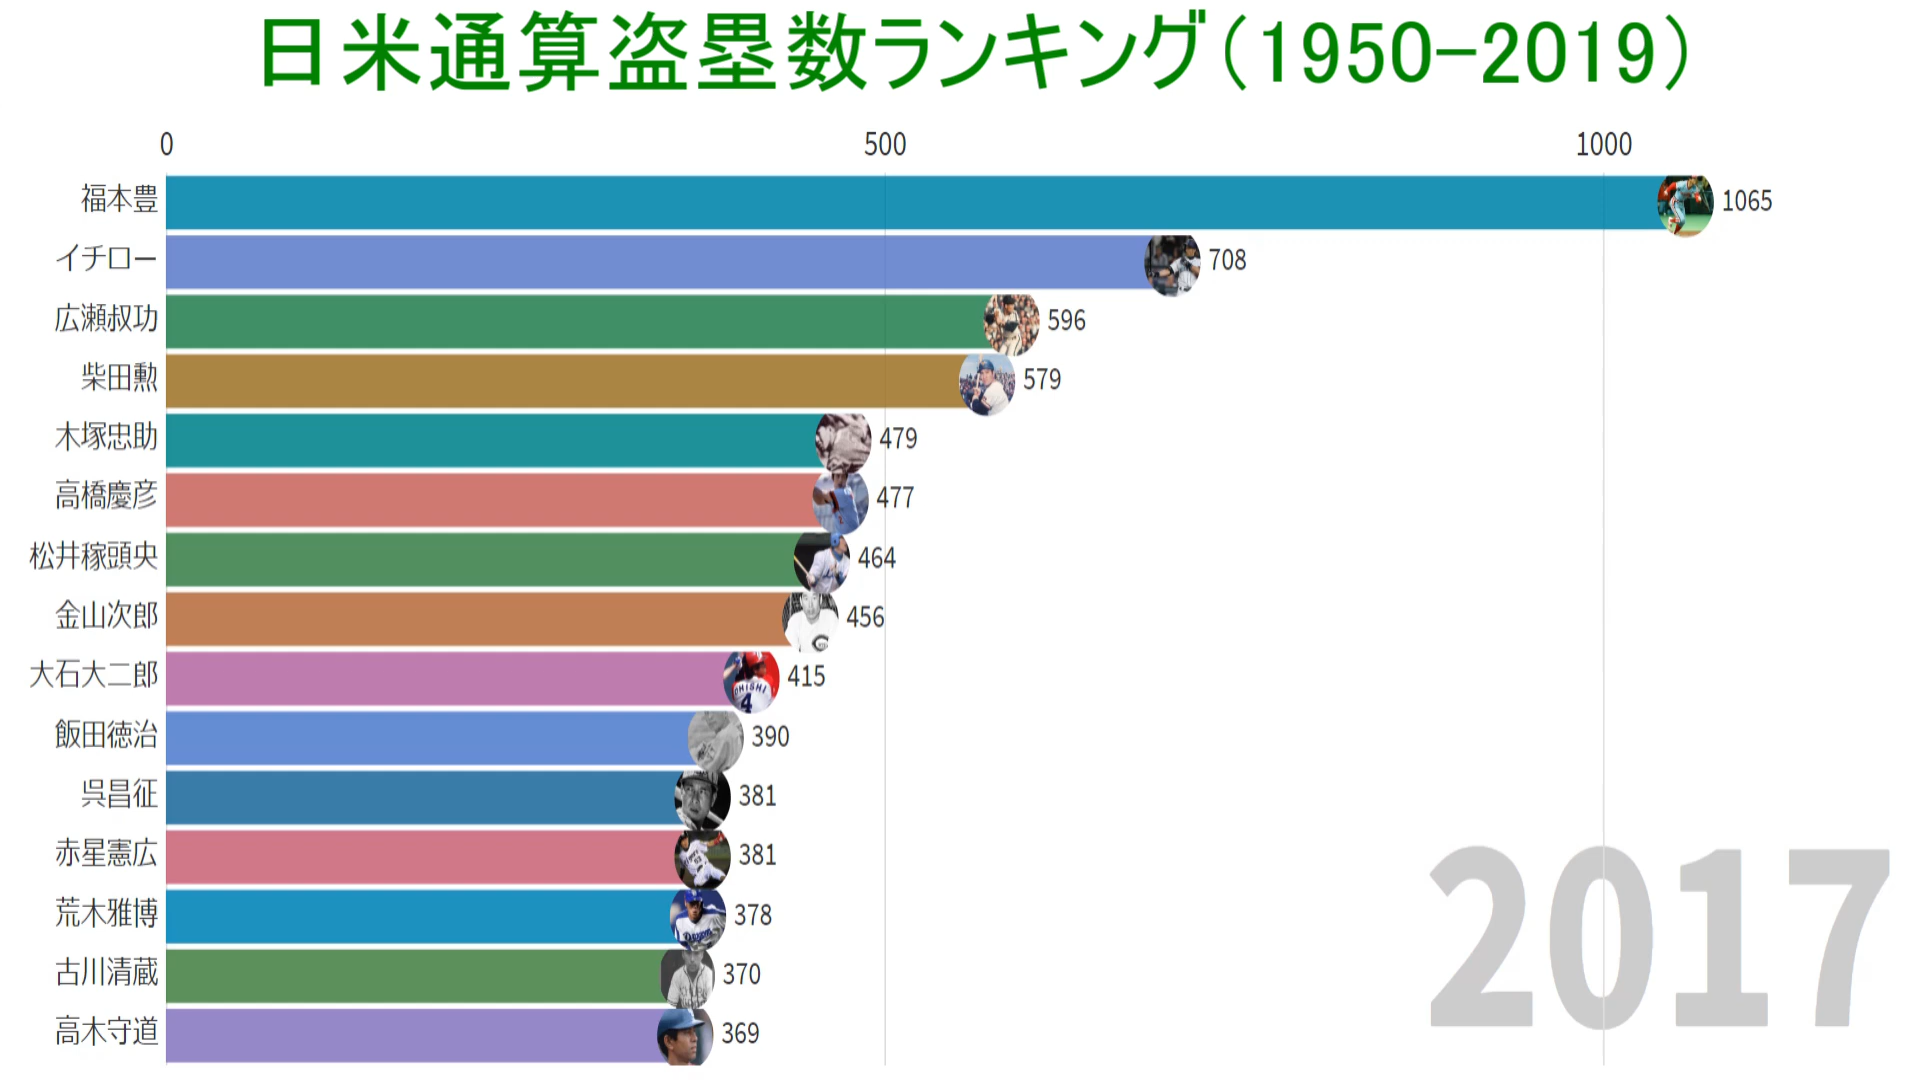 日米通算盗塁数ランキング(1950-2019)
0 500 1000
福本豊 1065
イチロー 708
広瀬叔功 596
柴田勲 579
木塚忠助 479
高橋慶彦 477
松井稼頭央 464
金山次郎 456
大石大二郎 415
OHISHI
4
飯田徳治 390
呉昌征 381
赤星憲広 381
荒木雅博 378
古川清蔵 370
高木守道 369
2017